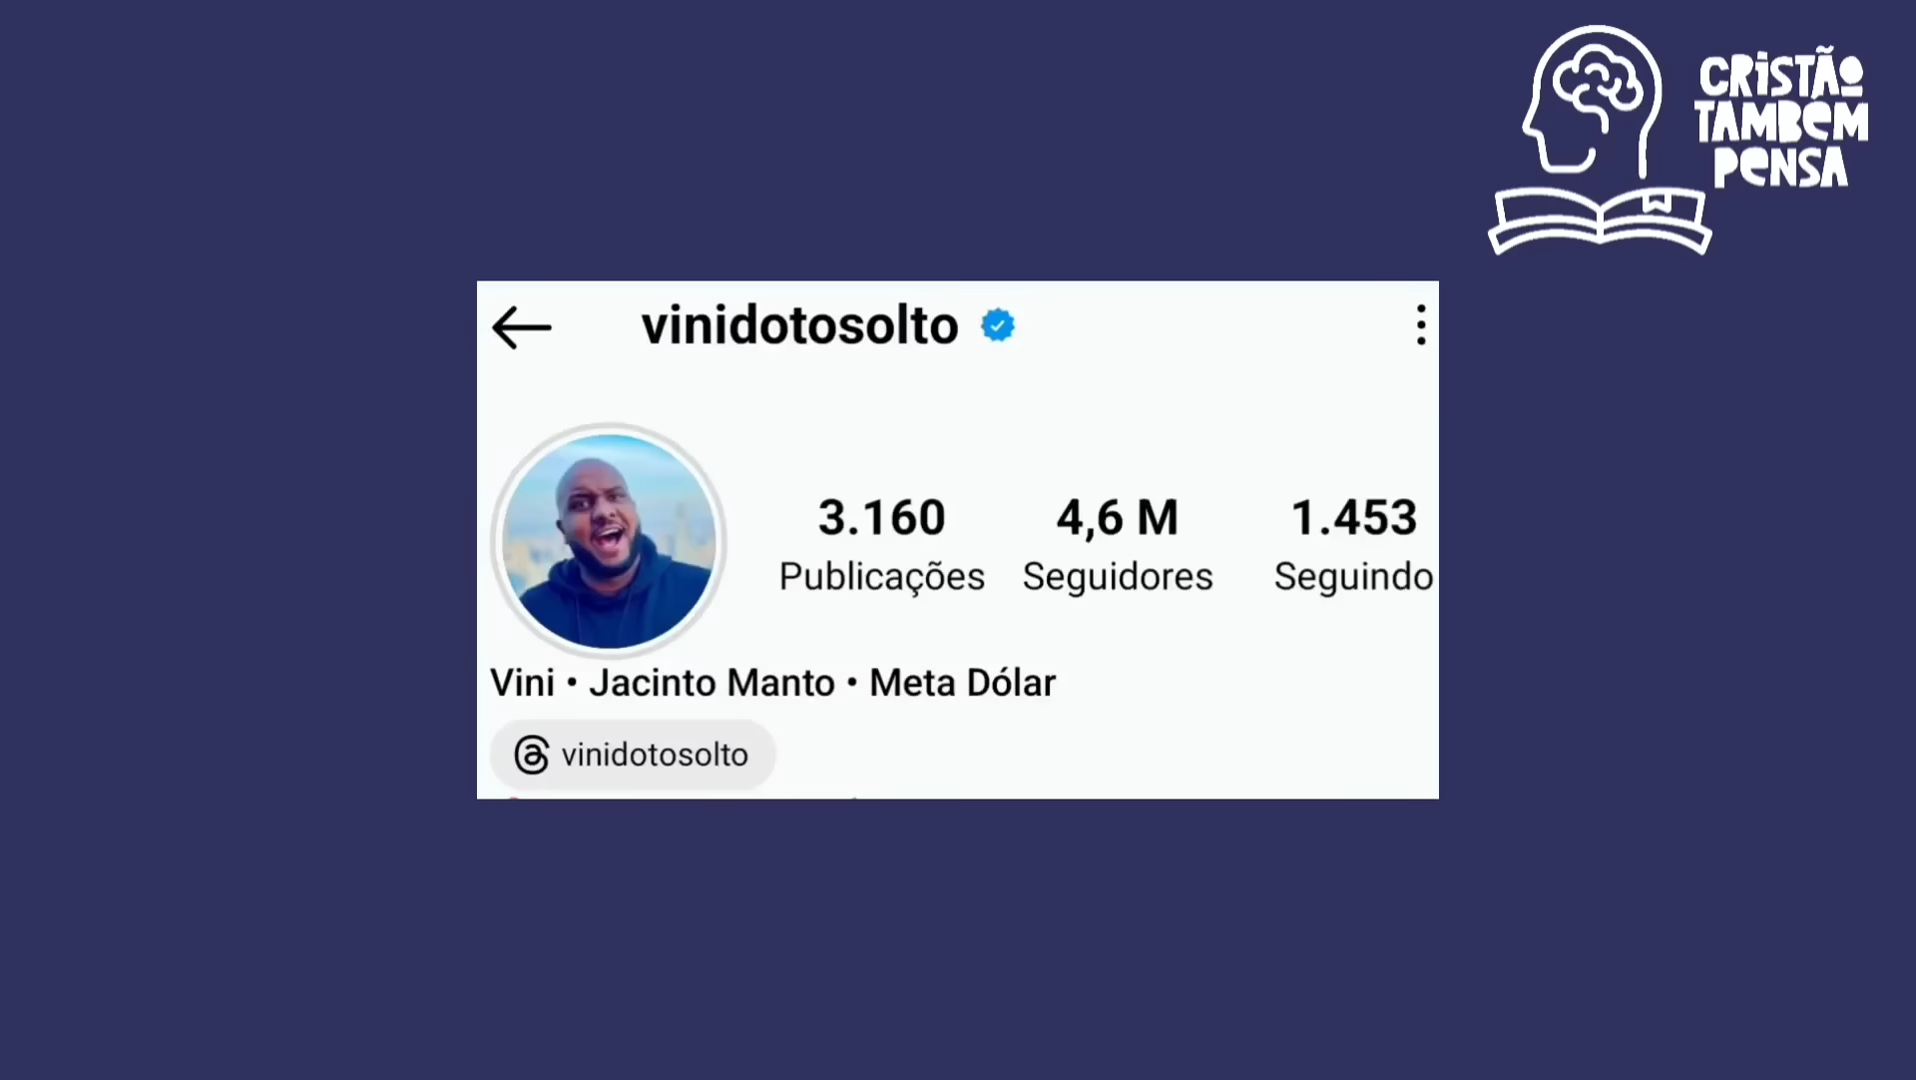 CRISTÃO
TAMBÉM
PENSA
vinidotosolto
3.160 4,6 M 1.453
Publicações Seguidores Seguindo
Vini • Jacinto Manto • Meta Dólar
vinidotosolto